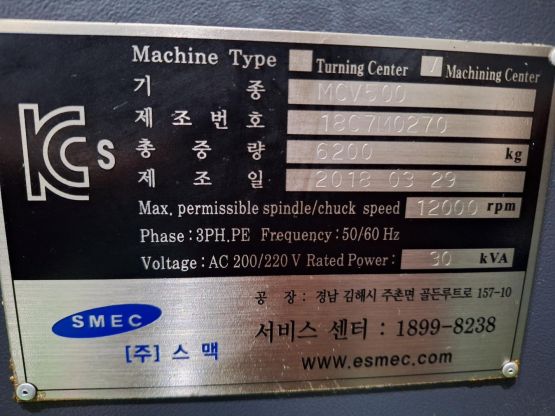 Machine Type Turning Center / Machining Center
기 종 MCV500
제 조 번 호 18C7M0270
총 중 량 6200 kg
제 조 일 2018 03 29
Max. permissible spindle/chuck speed 12000 rpm
Phase : 3PH,PE Frequency : 50/60 Hz
Voltage : AC 200/220 V Rated Power : 30 kVA
KCs
공 장 : 경남 김해시 주촌면 골든루트로 157-10
SMEC
서비스 센터 : 1899-8238
[주] 스 맥
www.esmec.com